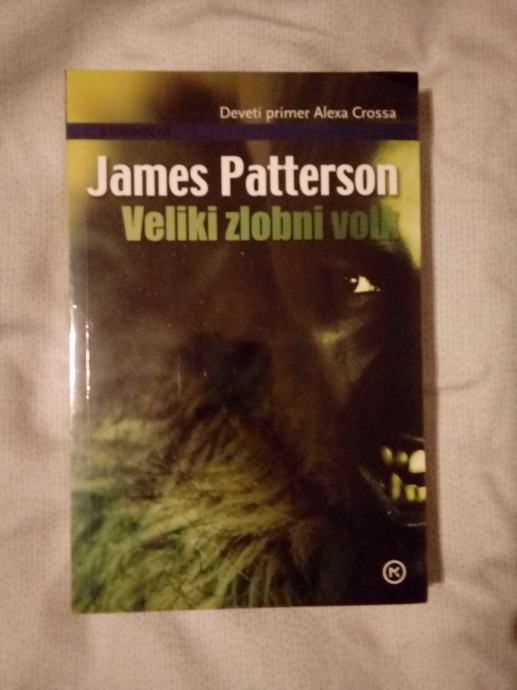 Deveti primer Alexa Crossa
James Patterson
Veliki zlobni volk